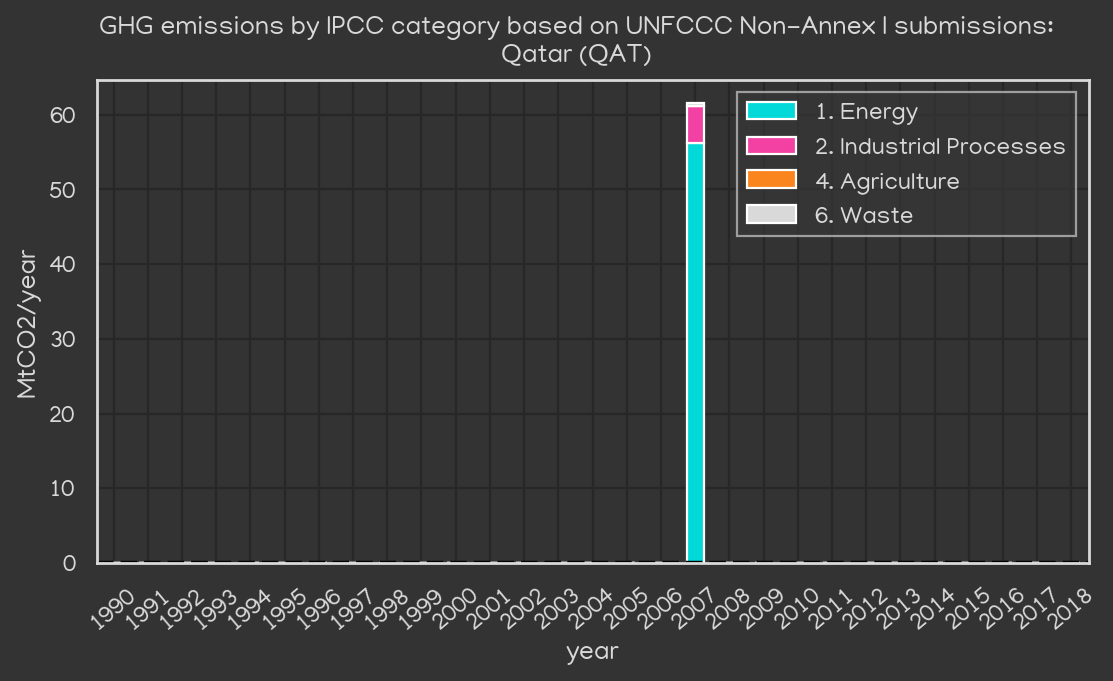 GHG emissions by IPCC category based on UNFCCC Non-Annex I submissions:
Qatar (QAT)
60
50
40
30
20
10
0
MtCO2/year
1. Energy
2. Industrial Processes
4. Agriculture
6. Waste
1990 1991 1992 1993 1994 1995 1996 1997 1998 1999 2000 2001 2002 2003 2004 2005 2006 2007 2008 2009 2010 2011 2012 2013 2014 2015 2016 2017 2018
year